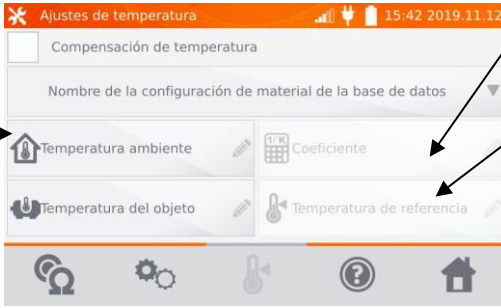 Ajustes de temperatura 15:42 2019.11.12
Compensación de temperatura
Nombre de la configuración de material de la base de datos
Temperatura ambiente 1/K Coeficiente
Temperatura del objeto Temperatura de referencia